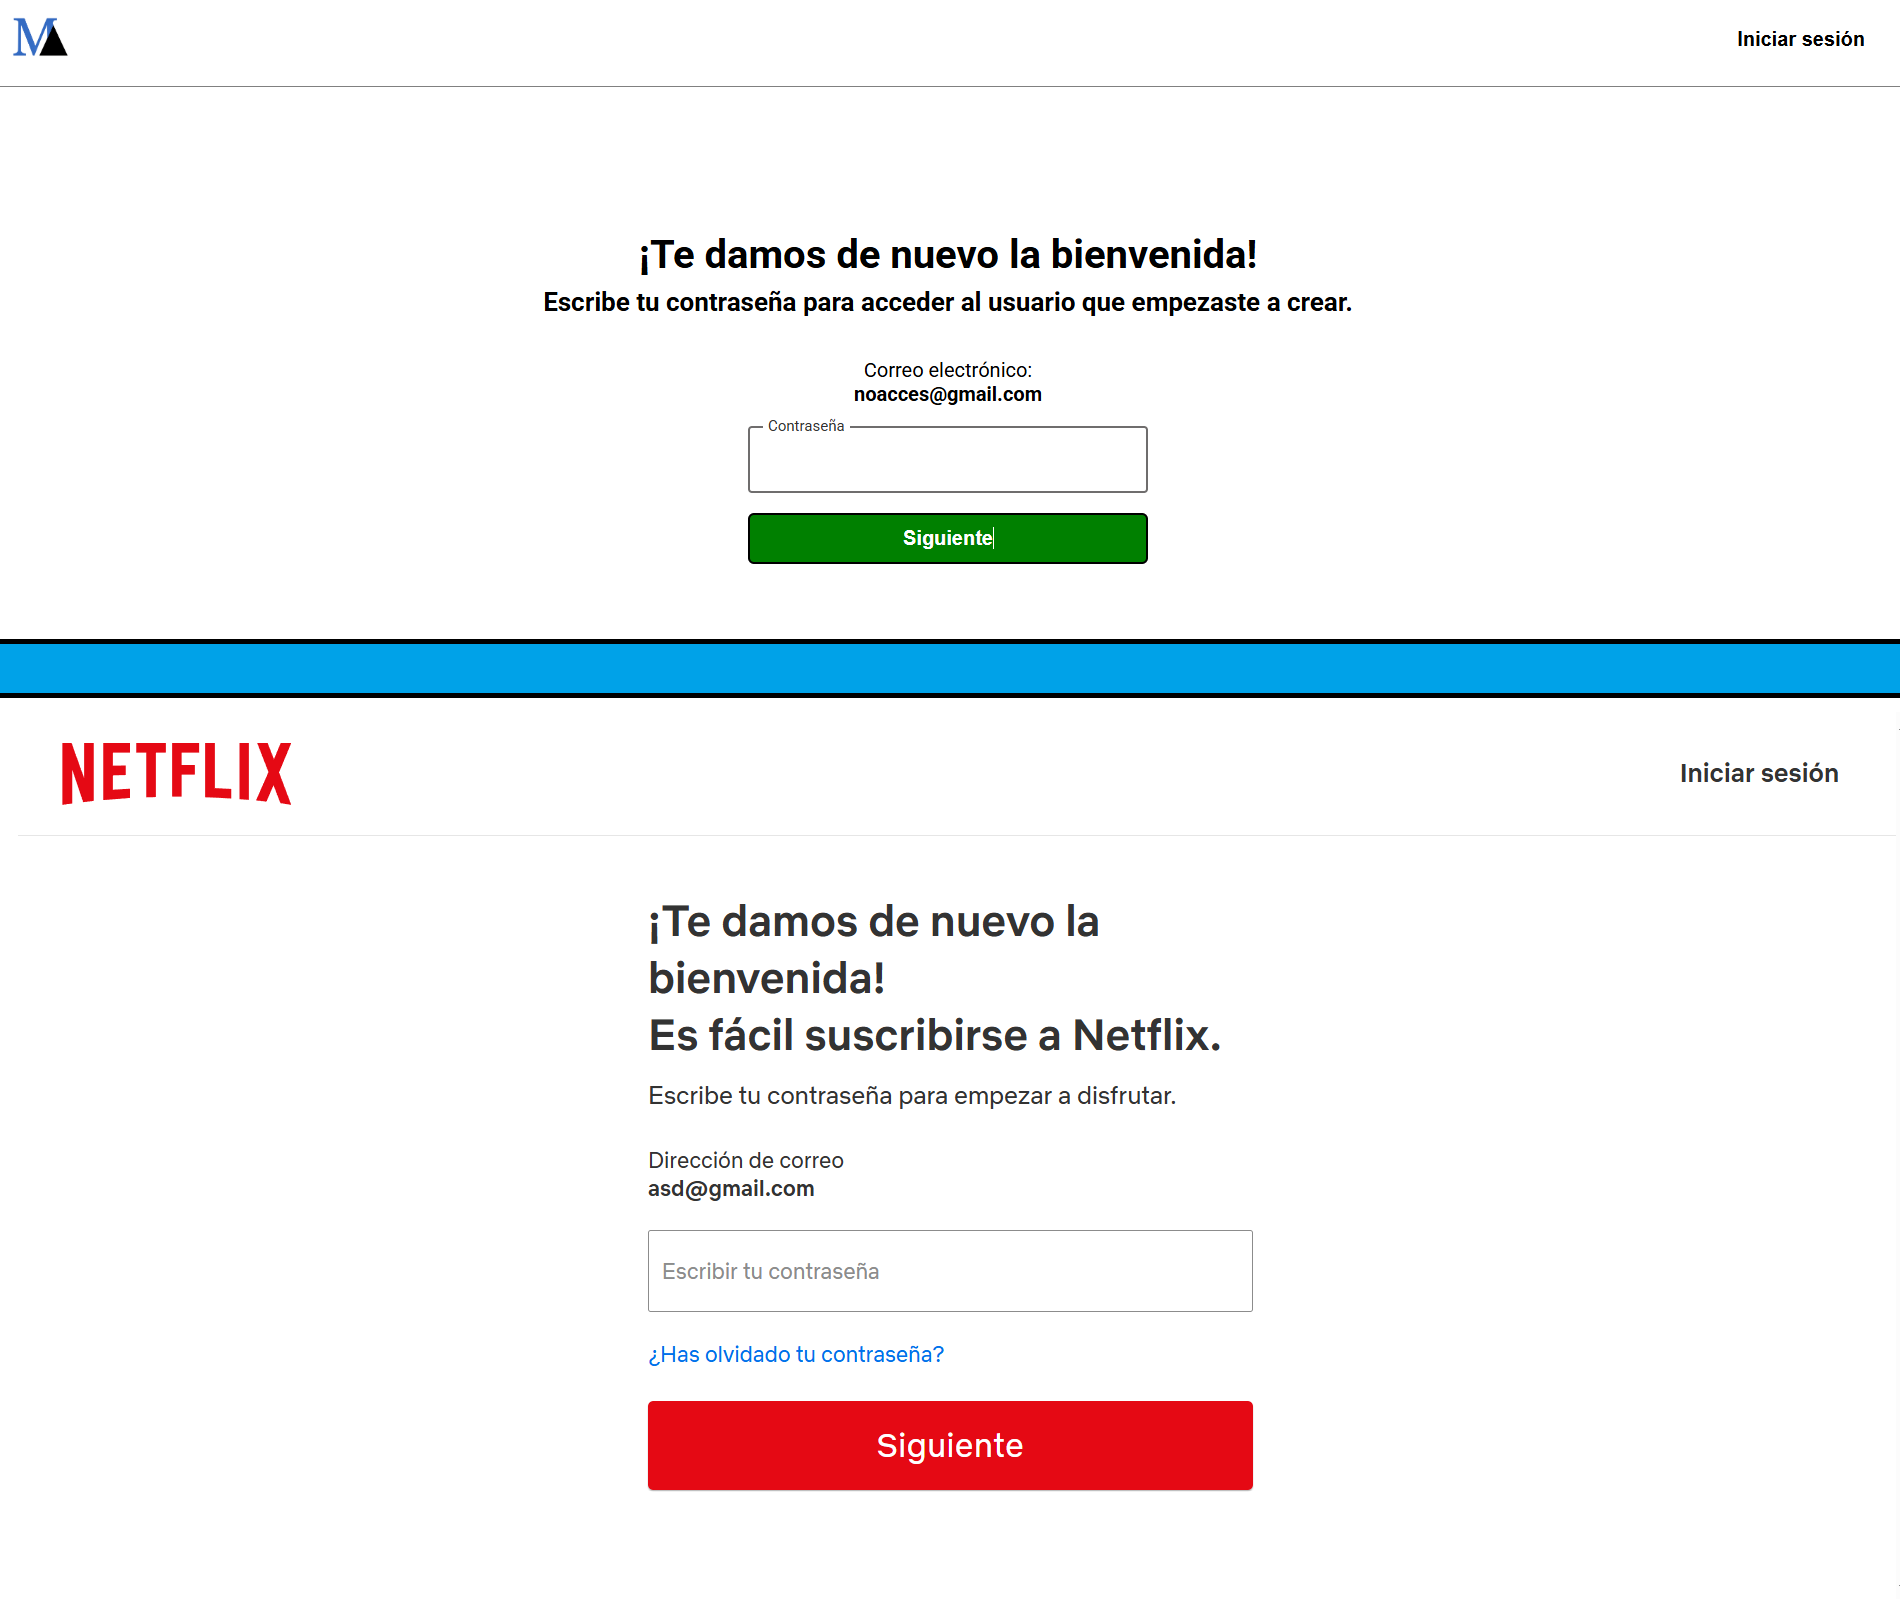 MA
Iniciar sesión
¡Te damos de nuevo la bienvenida!
Escribe tu contraseña para acceder al usuario que empezaste a crear.
Correo electrónico:
noacces@gmail.com
Contraseña
Siguiente
NETFLIX
Iniciar sesión
¡Te damos de nuevo la
bienvenida!
Es fácil suscribirse a Netflix.
Escribe tu contraseña para empezar a disfrutar.
Dirección de correo
asd@gmail.com
Escribir tu contraseña
¿Has olvidado tu contraseña?
Siguiente